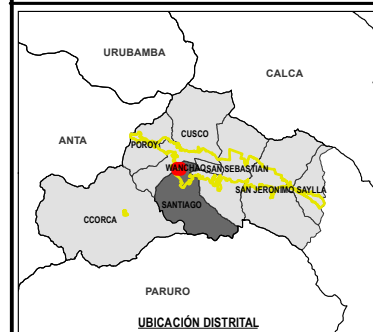 URUBAMBA
CALCA
ANTA
CUSCO
POROY
WANCHAQ
SAN SEBASTIAN
SAN JERONIMO
SAYLLA
SANTIAGO
CCORCA
PARURO
UBICACIÓN DISTRITAL